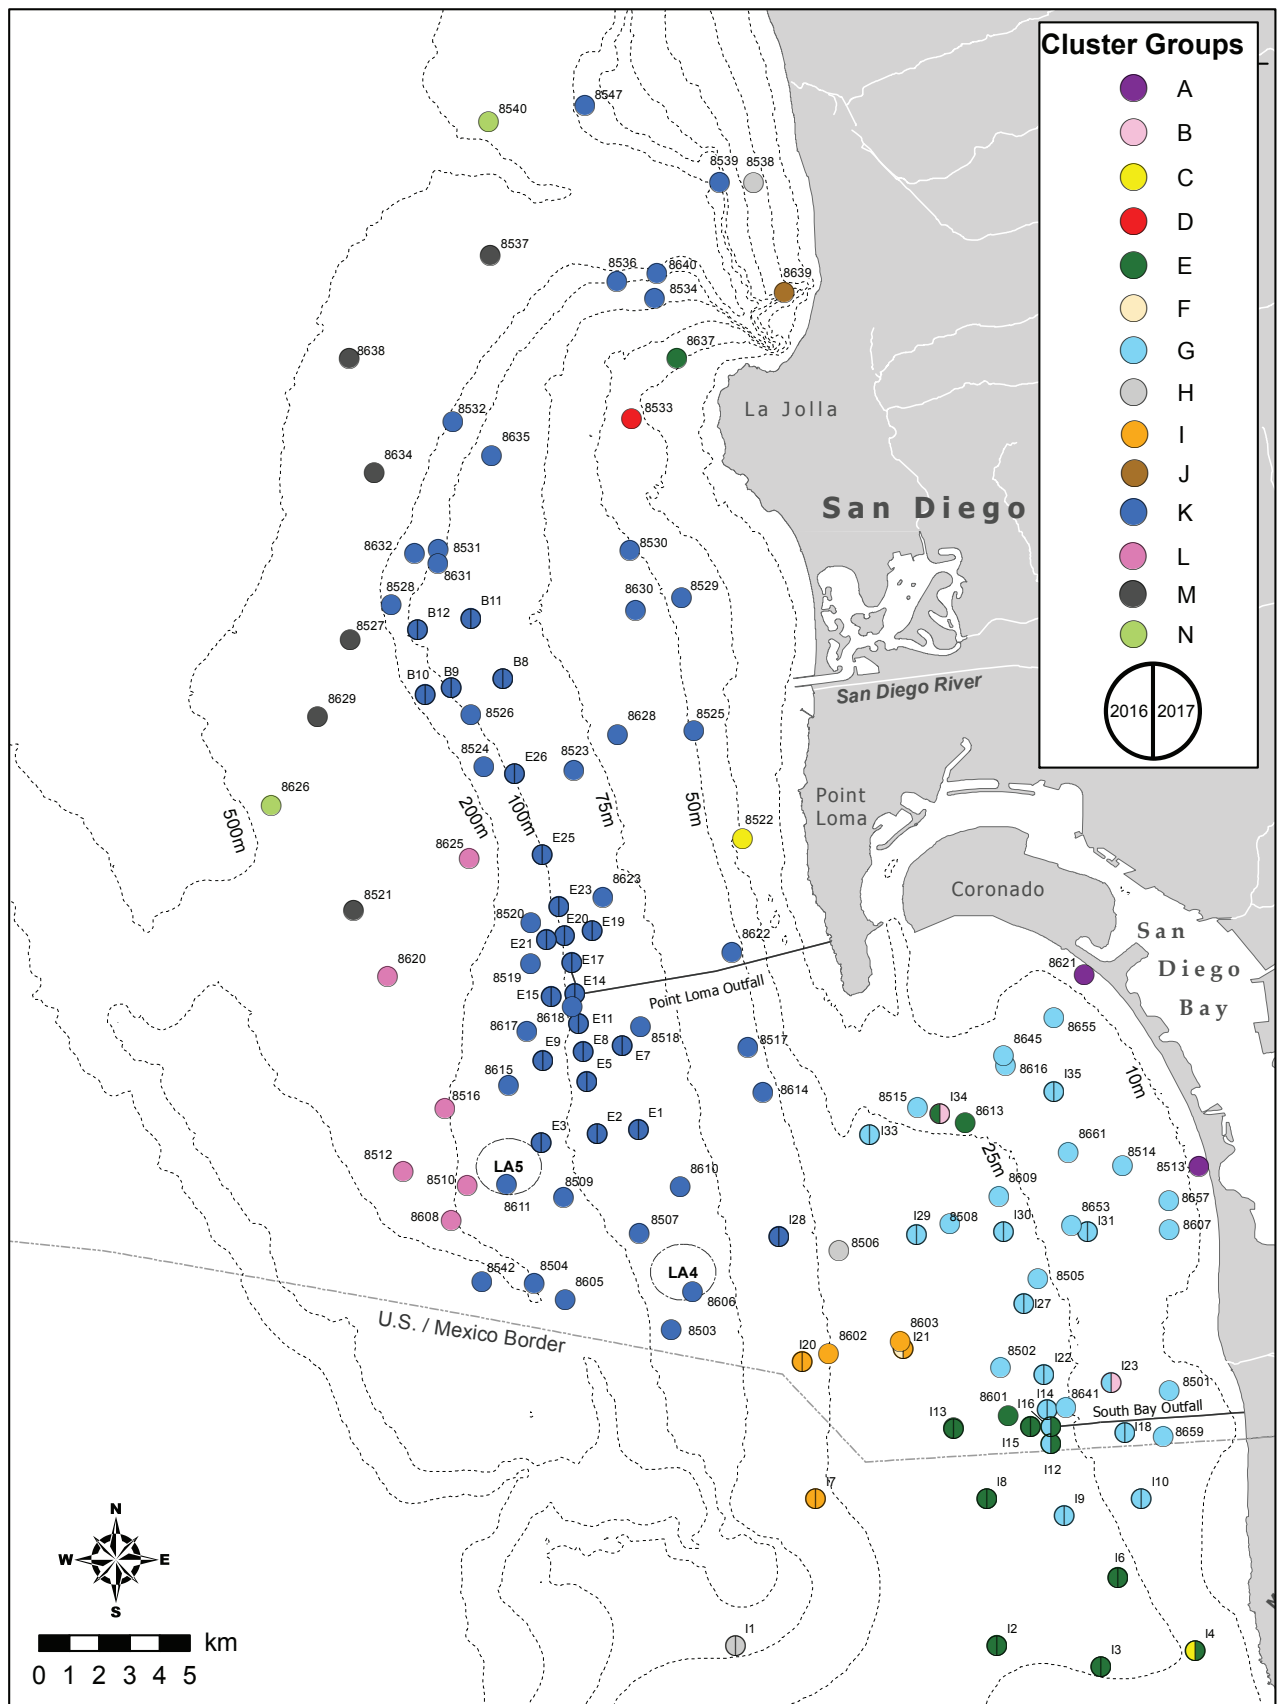 Cluster Groups
A
B
C
D
E
F
G
H
I
J
K
L
M
N
2016 2017
8540
8547
8539 8538
8537
8536
8640
8534
8639
8638
8637
8533
La Jolla
8532
8635
8634
San Diego
8632
8531
8631
8530
8528
8630
8529
B12
B11
8527
B10
B9
B8
San Diego River
8629
8526
8628
8525
8524
E26
8523
8626
500m
200m
100m
75m
50m
Point
Loma
8522
8625
E25
Coronado
8521
E23
8623
8520
E20
E19
E21
8622
San
Diego
Bay
8620
8519
E17
8621
E15
E14
Point Loma Outfall
8618
8617
E11
8518
8517
8655
E9
E8
E7
8645
8616
E5
8615
8614
I35
10m
8516
8515
I34
8613
E3
E2
E1
I33
25m
8661
8514
8513
LA5
8512
8510
8611
8509
8610
8609
8657
8608
8507
I28
I29
8508
I30
8653
I31
8607
8506
LA4
8542
8504
8605
8606
8505
I27
U.S. / Mexico Border
8503
I20
8602
8603
I21
8502
I22
I23
8501
8601
I16
I14
8641
South Bay Outfall
I13
I15
I18
8659
I12
I7
I8
I9
I10
I6
I1
I2
I3
I4
N
W E
S
km
0 1 2 3 4 5